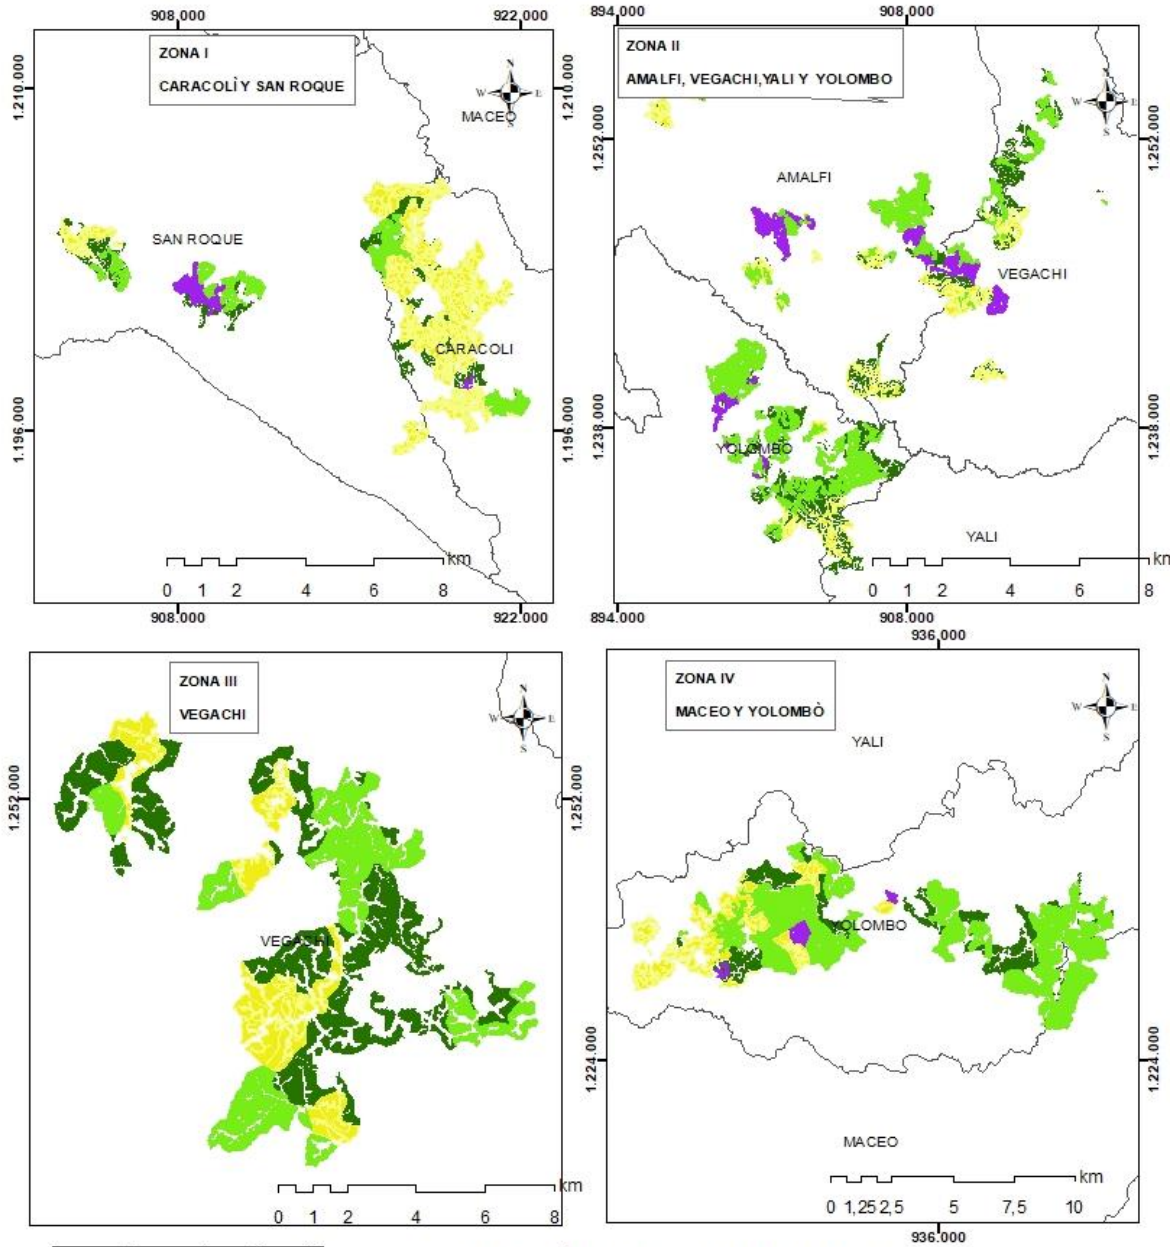 908.000
922.000
ZONA I
CARACOLÌ Y SAN ROQUE
N
W
E
S
1.210.000
1.210.000
MACEO
SAN ROQUE
CARACOLI
1.196.000
1.196.000
km
0 1 2 4 6 8
908.000
922.000
894.000
908.000
ZONA II
AMALFI, VEGACHI,YALI Y YOLOMBO
N
W
E
S
1.252.000
1.252.000
AMALFI
VEGACHI
1.238.000
1.238.000
YOLOMBO
YALI
km
0 1 2 4 6 8
894.000
908.000
936.000
ZONA III
VEGACHI
N
W
E
S
1.252.000
1.252.000
VEGACHI
km
0 1 2 4 6 8
ZONA IV
MACEO Y YOLOMBÒ
N
W
E
S
YALI
YOLOMBO
1.224.000
1.224.000
MACEO
km
0 1,25 2,5 5 7,5 10
936.000